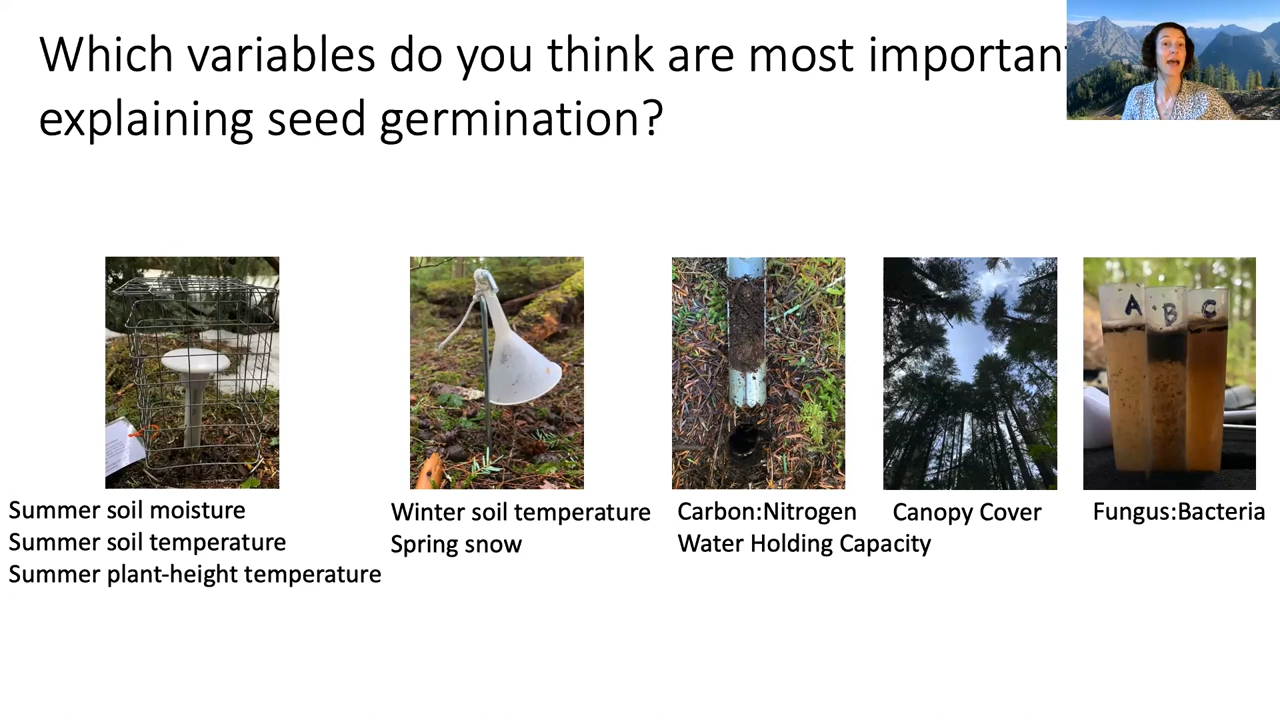 Which variables do you think are most important
explaining seed germination?
A B C
Summer soil moisture
Summer soil temperature
Summer plant-height temperature
Winter soil temperature
Spring snow
Carbon:Nitrogen
Water Holding Capacity
Canopy Cover
Fungus:Bacteria